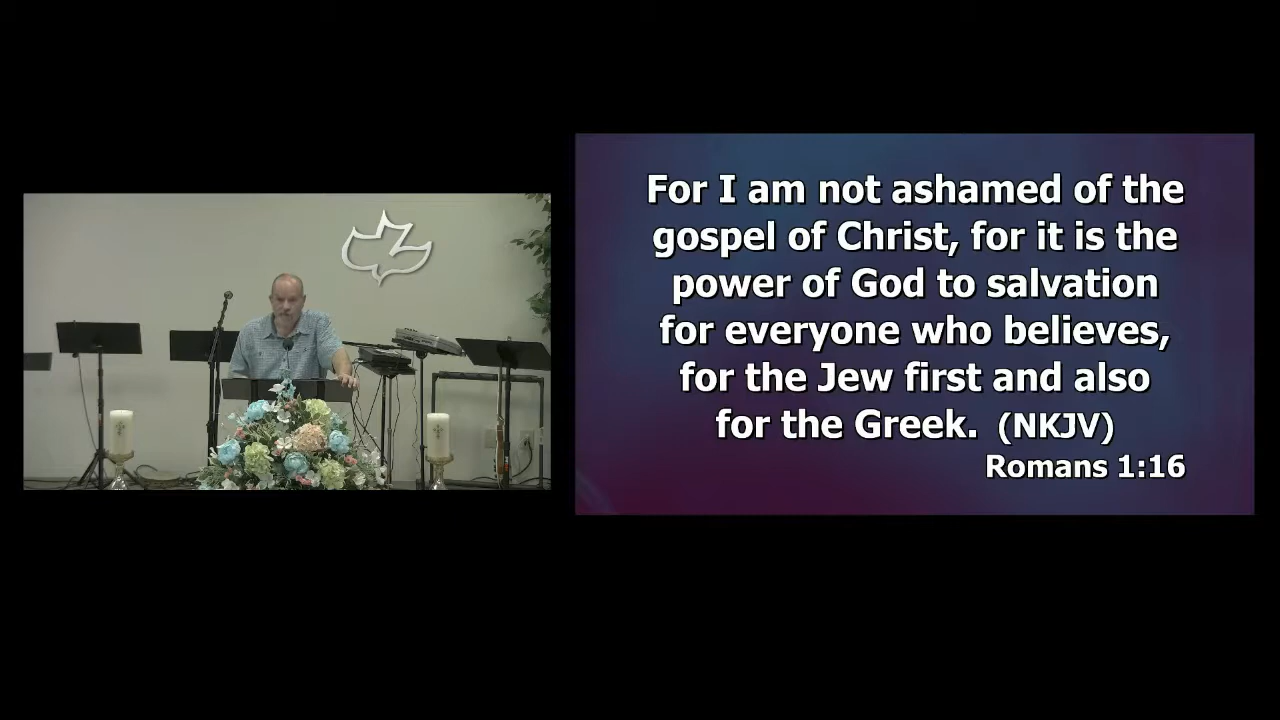 For I am not ashamed of the
gospel of Christ, for it is the
power of God to salvation
for everyone who believes,
for the Jew first and also
for the Greek. (NKJV)
Romans 1:16